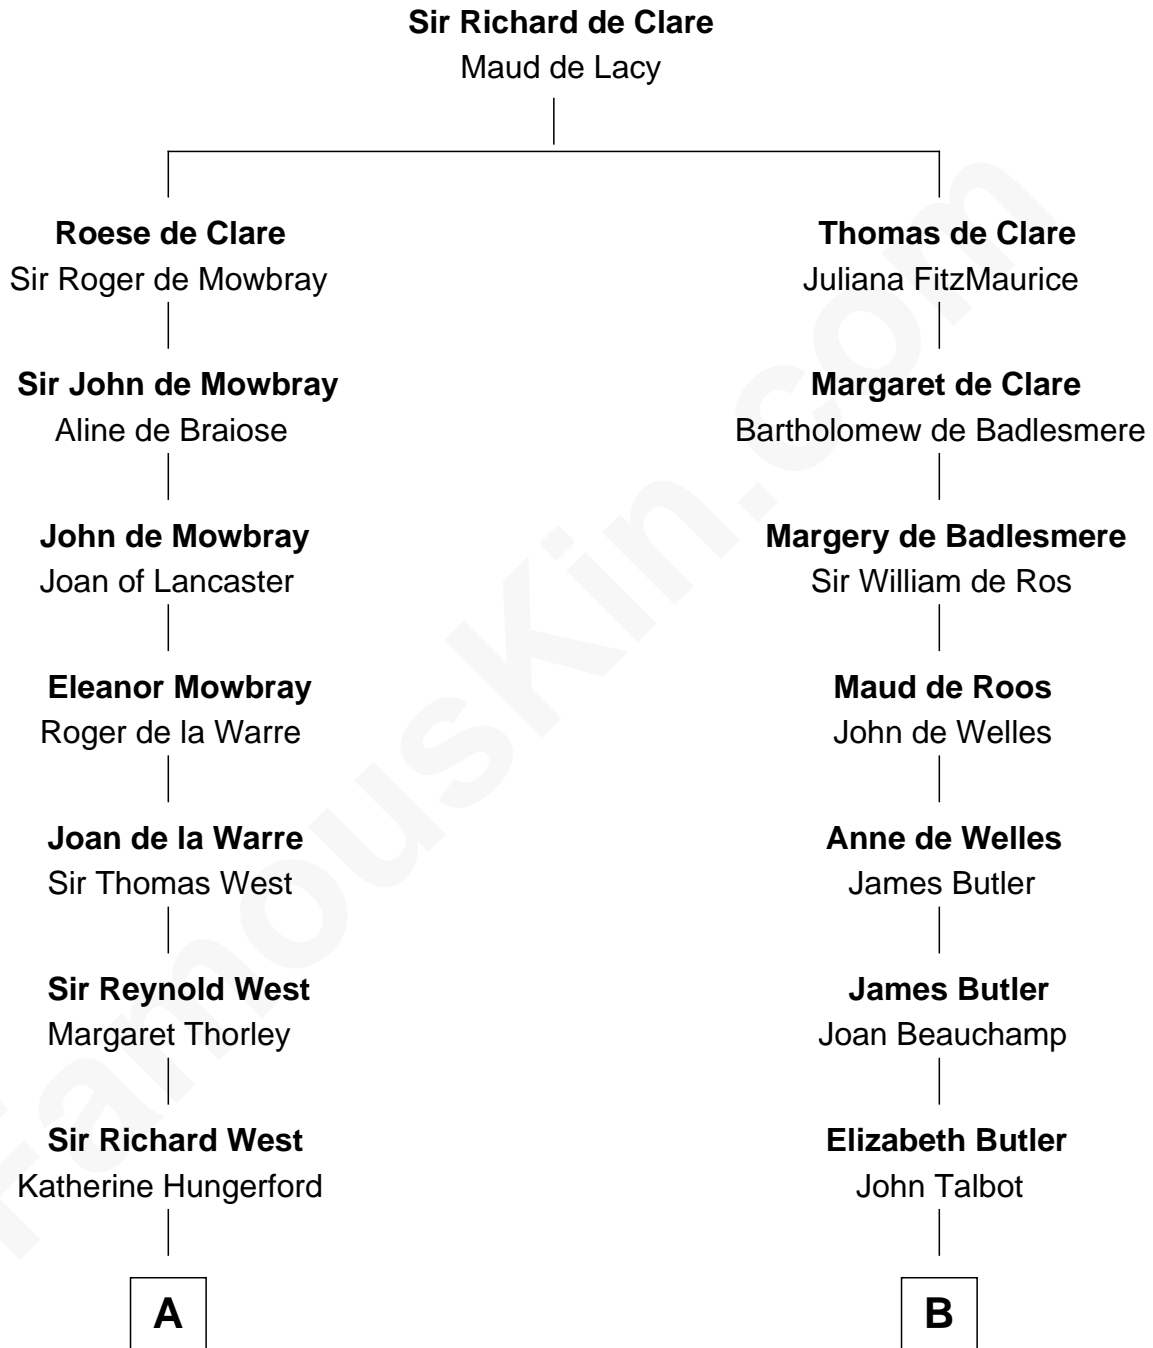 Sir Richard de Clare
Maud de Lacy
Roese de Clare
Sir Roger de Mowbray
Thomas de Clare
Juliana FitzMaurice
Sir John de Mowbray
Aline de Braiose
Margaret de Clare
Bartholomew de Badlesmere
John de Mowbray
Joan of Lancaster
Margery de Badlesmere
Sir William de Ros
Eleanor Mowbray
Roger de la Warre
Maud de Roos
John de Welles
Joan de la Warre
Sir Thomas West
Anne de Welles
James Butler
Sir Reynold West
Margaret Thorley
James Butler
Joan Beauchamp
Sir Richard West
Katherine Hungerford
Elizabeth Butler
John Talbot
A
B
FamousKin.com